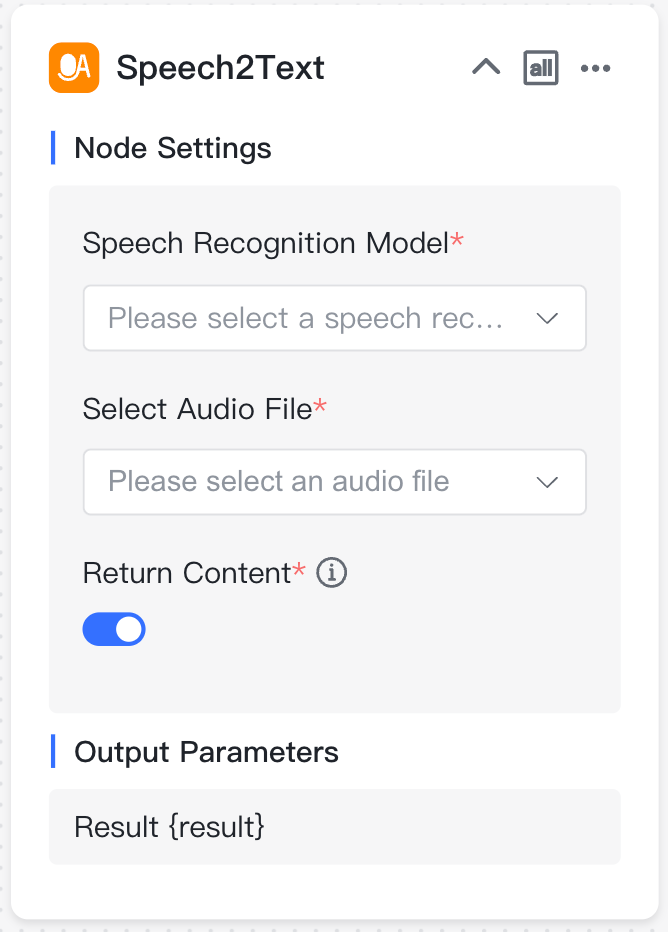 Speech2Text
all
Node Settings
Speech Recognition Model*
Please select a speech rec...
Select Audio File*
Please select an audio file
Return Content*
Output Parameters
Result {result}